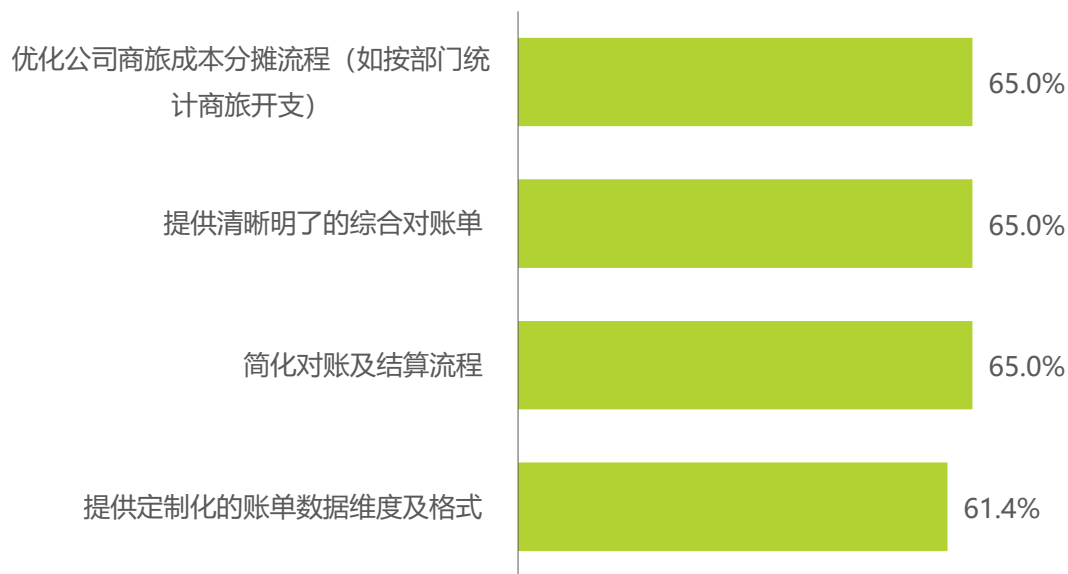 优化公司商旅成本分摊流程（如按部门统
计商旅开支）
65.0%
提供清晰明了的综合对账单
65.0%
简化对账及结算流程
65.0%
提供定制化的账单数据维度及格式
61.4%